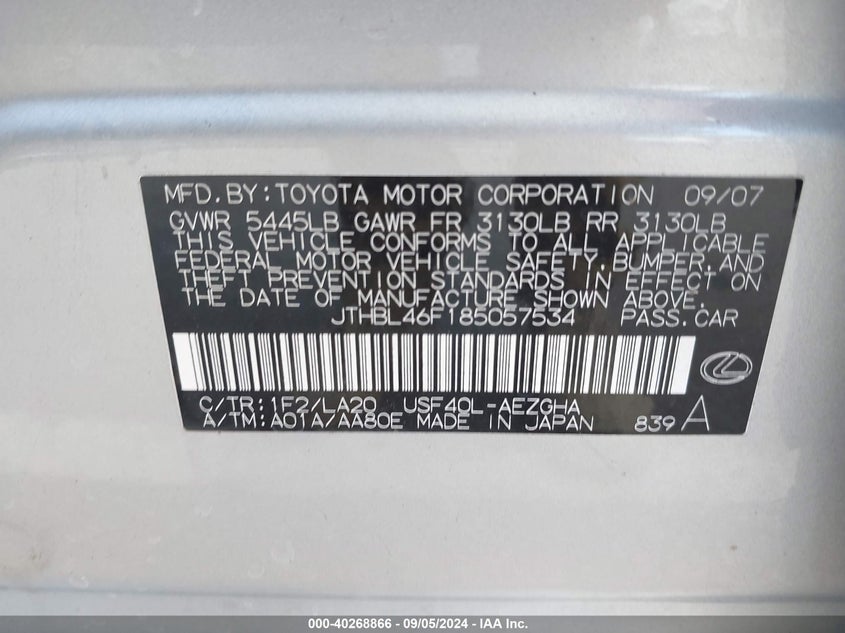 MFD.BY:TOYOTA MOTOR CORPORATION 09/07
GVWR 5445LB GAWR FR 3130LB RR 3130LB
THIS VEHICLE CONFORMS TO ALL APPLICABLE
FEDERAL MOTOR VEHICLE SAFETY,BUMPER,AND
THEFT PREVENTION STANDARDS IN EFFECT ON
THE DATE OF MANUFACTURE SHOWN ABOVE.
JTHBL46F185057534 PASS.CAR
C/TR:1F2/LA20 USF40L-AEZGHA
A/TM:A01A/AA80E MADE IN JAPAN 839 A
000-40268866 - 09/05/2024 - IAA Inc.